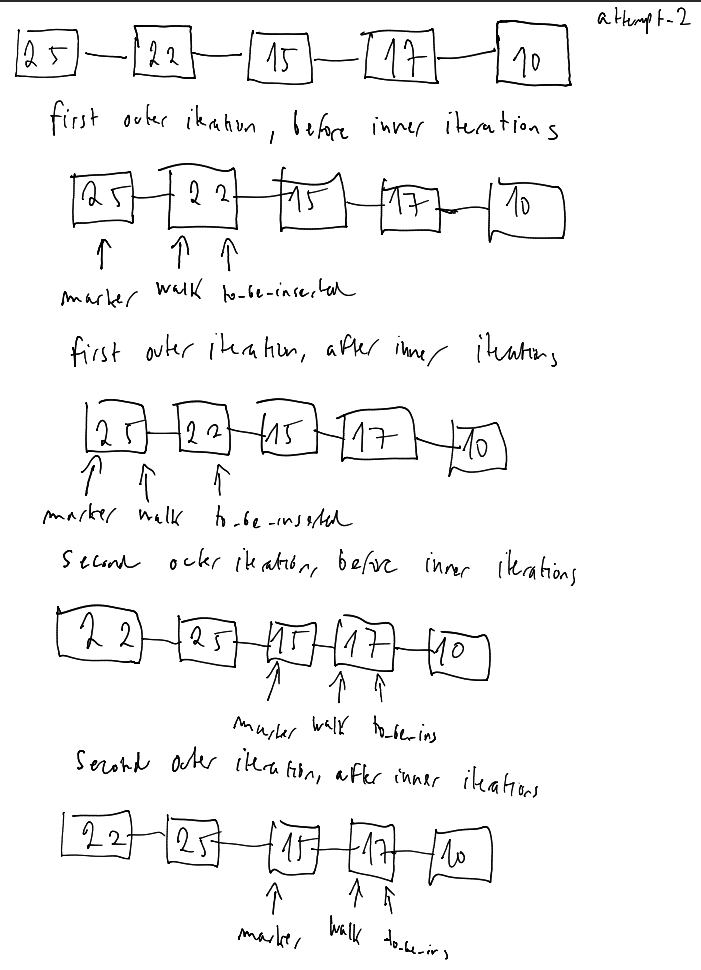 attempt-2
25 22 15 17 10
first outer iteration, before inner iterations
25 22 15 17 10
marker walk to-be-inserted
first outer iteration, after inner iterations
25 22 15 17 10
marker walk to-be-inserted
second outer iteration, before inner iterations
22 25 15 17 10
marker walk to-be-ins
second outer iteration, after inner iterations
22 25 15 17 10
marker walk to-be-ins